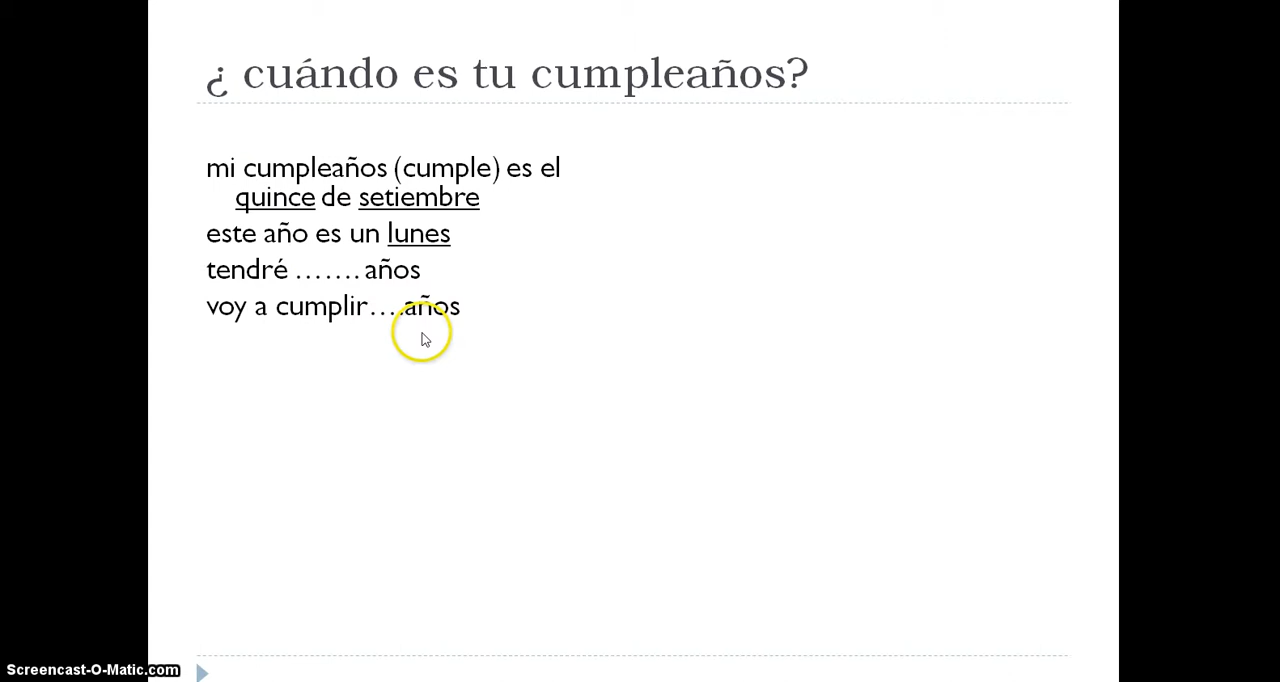 ¿ cuándo es tu cumpleaños?
mi cumpleaños (cumple) es el
quince de setiembre
este año es un lunes
tendré ....... años
voy a cumplir....años
Screencast-O-Matic.com